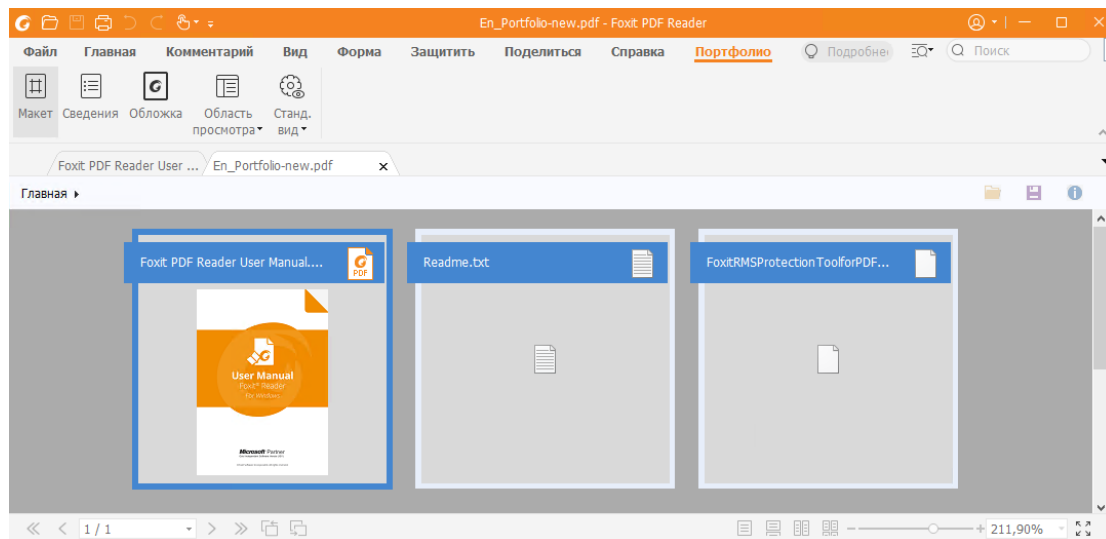 En_Portfolio-new.pdf - Foxit PDF Reader
Файл Главная Комментарий Вид Форма Защитить Поделиться Справка Портфолио Подробне Поиск
Макет Сведения Обложка Область просмотра Станд. вид
Foxit PDF Reader User ... En_Portfolio-new.pdf
Главная
Foxit PDF Reader User Manual.... Readme.txt FoxitRMSProtectionToolforPDF...
PDF
User Manual
Foxit® Reader
For Windows
Microsoft Partner
1 / 1 211,90%